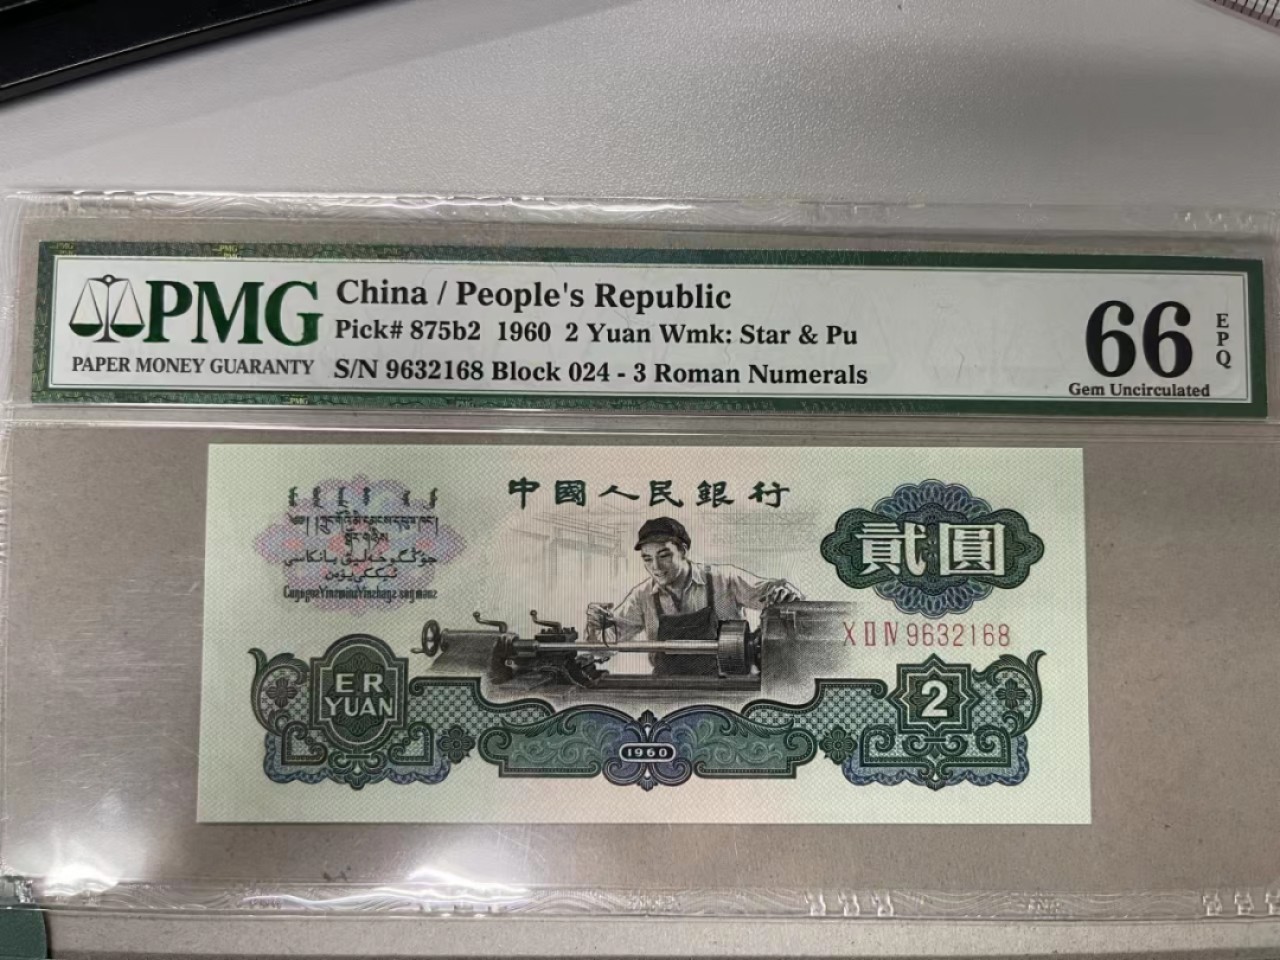 PMG
PAPER MONEY GUARANTY
China / People's Republic
Pick# 875b2 1960 2 Yuan Wmk: Star & Pu
S/N 9632168 Block 024 - 3 Roman Numerals
66
EPQ
Gem Uncirculated
中國人民銀行
貳圓
X II IV 9632168
ER
YUAN
2
1960